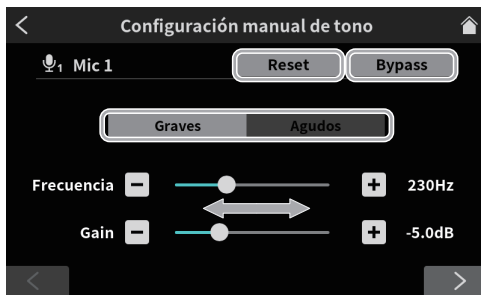 Configuración manual de tono
1 Mic 1 Reset Bypass
Graves Agudos
Frecuencia 230Hz
Gain -5.0dB